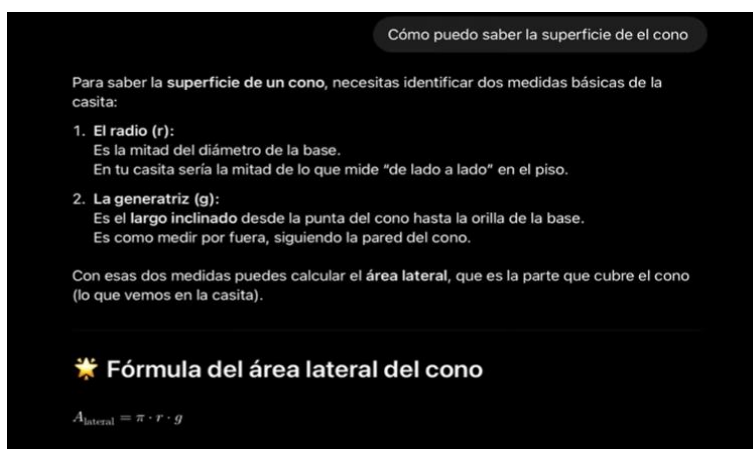 Cómo puedo saber la superficie de el cono
Para saber la superficie de un cono, necesitas identificar dos medidas básicas de la
casita:
1. El radio (r):
Es la mitad del diámetro de la base.
En tu casita sería la mitad de lo que mide “de lado a lado” en el piso.
2. La generatriz (g):
Es el largo inclinado desde la punta del cono hasta la orilla de la base.
Es como medir por fuera, siguiendo la pared del cono.
Con esas dos medidas puedes calcular el área lateral, que es la parte que cubre el cono
(lo que vemos en la casita).
🌟 Fórmula del área lateral del cono
A_lateral = π · r · g